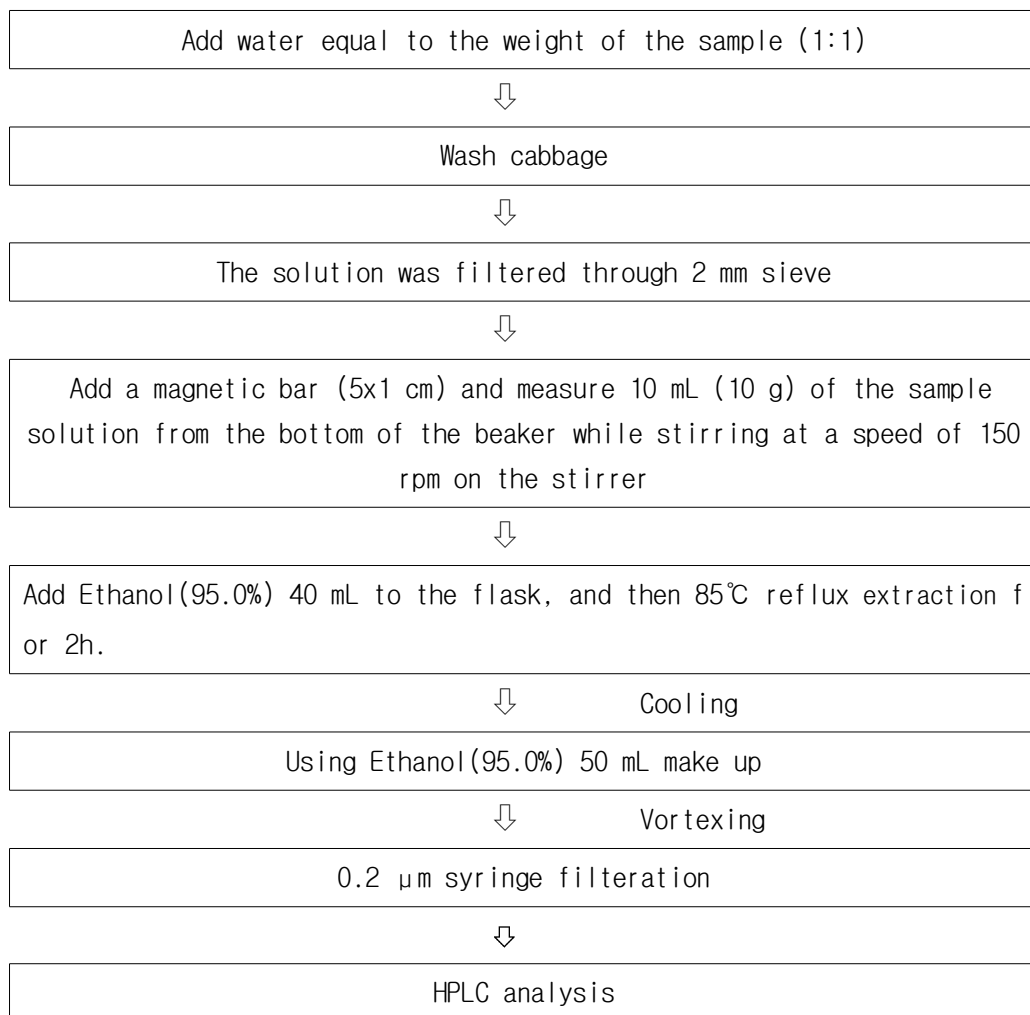 Add water equal to the weight of the sample (1:1)
⇩
Wash cabbage
⇩
The solution was filtered through 2 mm sieve
⇩
Add a magnetic bar (5x1 cm) and measure 10 mL (10 g) of the sample
solution from the bottom of the beaker while stirring at a speed of 150
rpm on the stirrer
⇩
Add Ethanol(95.0%) 40 mL to the flask, and then 85℃ reflux extraction f
or 2h.
⇩ Cooling
Using Ethanol(95.0%) 50 mL make up
⇩ Vortexing
0.2 μm syringe filteration
⇩
HPLC analysis